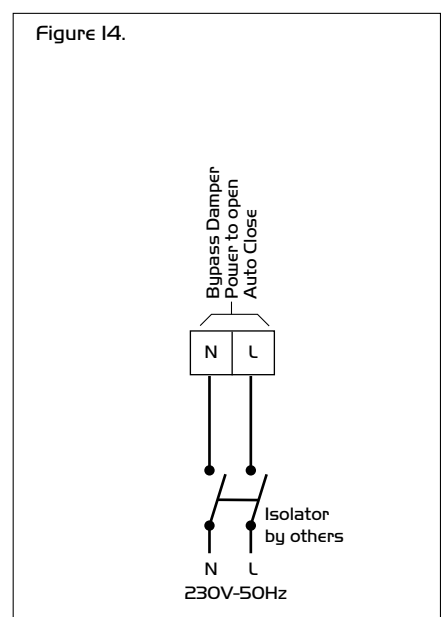 Figure 14.
Bypass Damper
Power to open
Auto Close
N L
Isolator
by others
N L
230V-50Hz